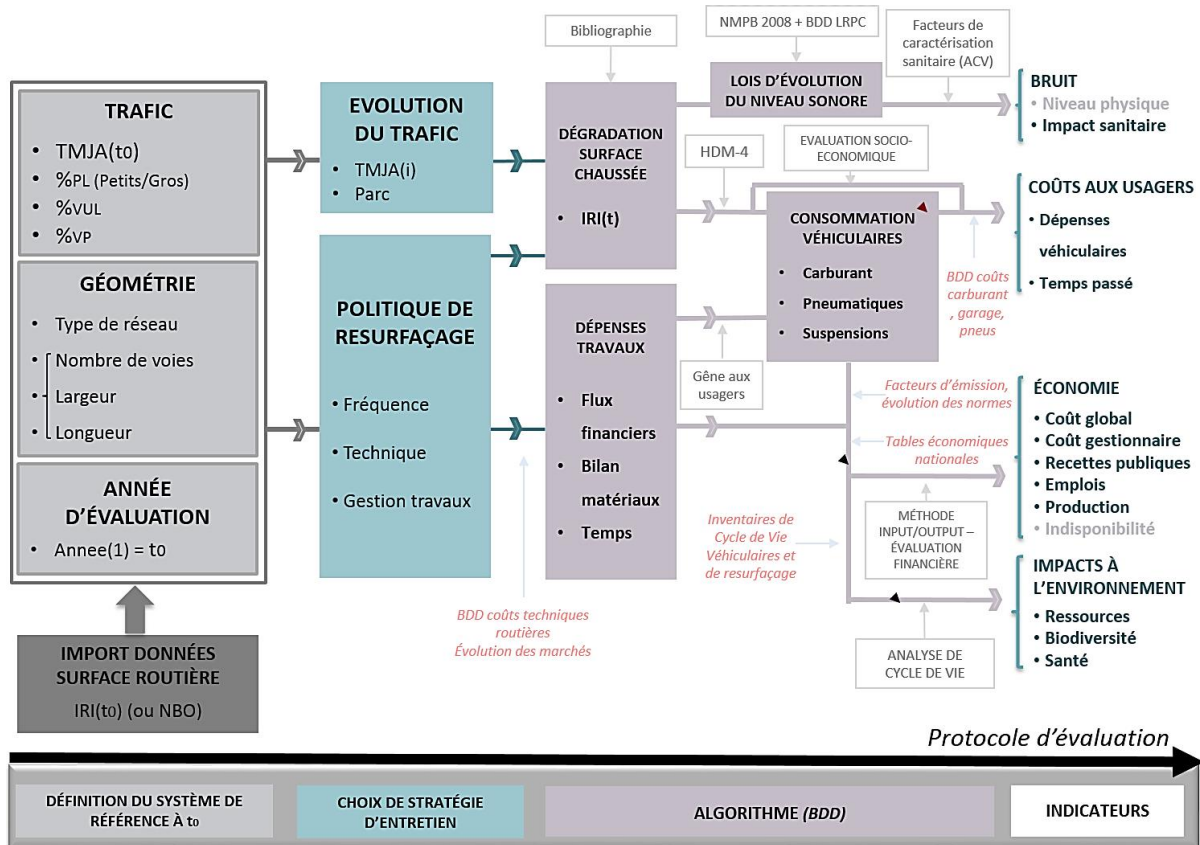 TRAFIC
• TMJA(t0)
• %PL (Petits/Gros)
• %VUL
• %VP
GÉOMÉTRIE
• Type de réseau
• Nombre de voies
• Largeur
• Longueur
ANNÉE
D'ÉVALUATION
• Annee(1) = t0
IMPORT DONNÉES
SURFACE ROUTIÈRE
IRI(t0) (ou NBO)
EVOLUTION
DU TRAFIC
• TMJA(i)
• Parc
POLITIQUE DE
RESURFAÇAGE
• Fréquence
• Technique
• Gestion travaux
Bibliographie
DÉGRADATION
SURFACE
CHAUSSÉE
• IRI(t)
DÉPENSES
TRAVAUX
• Flux
financiers
• Bilan
matériaux
• Temps
BDD coûts techniques
routières
Évolution des marchés
NMPB 2008 + BDD LRPC
LOIS D'ÉVOLUTION
DU NIVEAU SONORE
Facteurs de
caractérisation
sanitaire (ACV)
HDM-4
EVALUATION SOCIO-
ECONOMIQUE
CONSOMMATION
VÉHICULAIRES
• Carburant
• Pneumatiques
• Suspensions
Gêne aux
usagers
BDD coûts
carburant
, garage,
pneus
Facteurs d'émission,
évolution des normes
Tables économiques
nationales
Inventaires de
Cycle de Vie
Véhiculaires et
de resurfaçage
MÉTHODE
INPUT/OUTPUT –
ÉVALUATION
FINANCIÈRE
ANALYSE DE
CYCLE DE VIE
BRUIT
• Niveau physique
• Impact sanitaire
COÛTS AUX USAGERS
• Dépenses
véhiculaires
• Temps passé
ÉCONOMIE
• Coût global
• Coût gestionnaire
• Recettes publiques
• Emplois
• Production
• Indisponibilité
IMPACTS À
L'ENVIRONNEMENT
• Ressources
• Biodiversité
• Santé
Protocole d'évaluation
DÉFINITION DU SYSTÈME DE
RÉFÉRENCE À t0
CHOIX DE STRATÉGIE
D'ENTRETIEN
ALGORITHME (BDD)
INDICATEURS